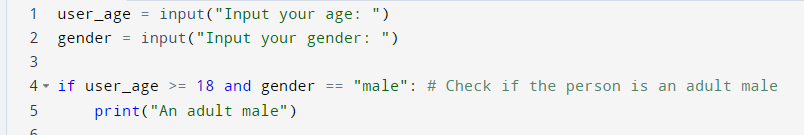 1 user_age = input("Input your age: ")
2 gender = input("Input your gender: ")
3
4 if user_age >= 18 and gender == "male": # Check if the person is an adult male
5     print("An adult male")
6